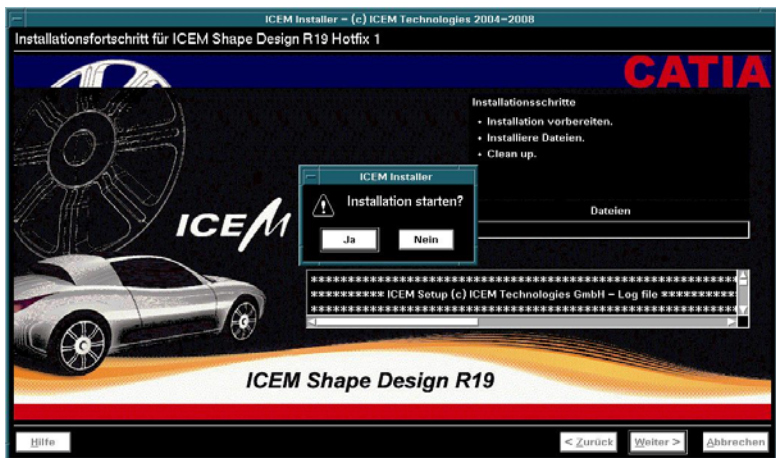 ICEM Installer – (c) ICEM Technologies 2004–2008
Installationsfortschritt für ICEM Shape Design R19 Hotfix 1
CATIA
Installationsschritte
• Installation vorbereiten.
• Installiere Dateien.
• Clean up.
ICEM Installer
Installation starten?
Ja
Nein
Dateien
ICEM
*****************************************************
********** ICEM Setup (c) ICEM Technologies GmbH – Log file **********
*****************************************************
ICEM Shape Design R19
Hilfe
< Zurück
Weiter >
Abbrechen